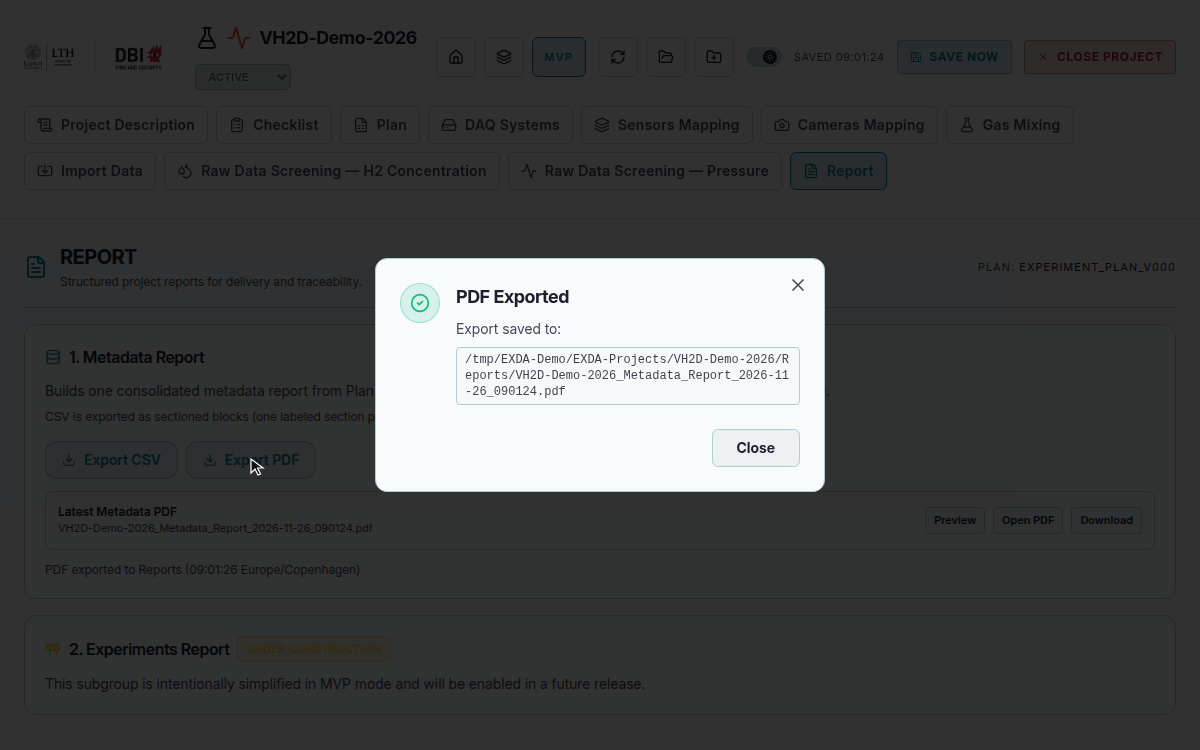 LTH
DBI
FIRE AND SECURITY
VH2D-Demo-2026
ACTIVE
MVP
SAVED 09:01:24
SAVE NOW
CLOSE PROJECT
Project Description
Checklist
Plan
DAQ Systems
Sensors Mapping
Cameras Mapping
Gas Mixing
Import Data
Raw Data Screening — H2 Concentration
Raw Data Screening — Pressure
Report
REPORT
Structured project reports for delivery and traceability.
PLAN: EXPERIMENT_PLAN_V000
PDF Exported
Export saved to:
/tmp/EXDA-Demo/EXDA-Projects/VH2D-Demo-2026/R
eports/VH2D-Demo-2026_Metadata_Report_2026-11
-26_090124.pdf
Close
1. Metadata Report
Builds one consolidated metadata report from Plan
CSV is exported as sectioned blocks (one labeled section p
Export CSV
Export PDF
Latest Metadata PDF
VH2D-Demo-2026_Metadata_Report_2026-11-26_090124.pdf
Preview
Open PDF
Download
PDF exported to Reports (09:01:26 Europe/Copenhagen)
2. Experiments Report
UNDER CONSTRUCTION
This subgroup is intentionally simplified in MVP mode and will be enabled in a future release.